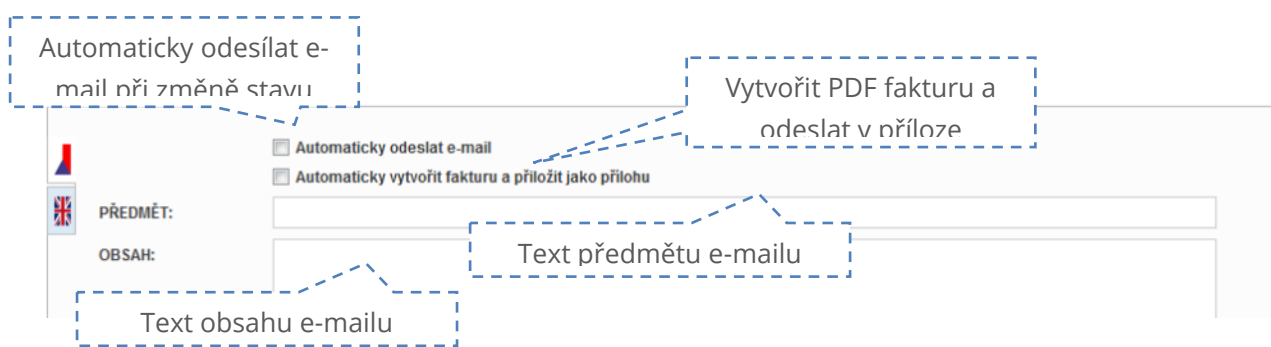 Automaticky odesílat e-
mail při změně stavu
Vytvořit PDF fakturu a
odeslat v příloze
Automaticky odeslat e-mail
Automaticky vytvořit fakturu a přiložit jako přílohu
PŘEDMĚT:
Text předmětu e-mailu
OBSAH:
Text obsahu e-mailu